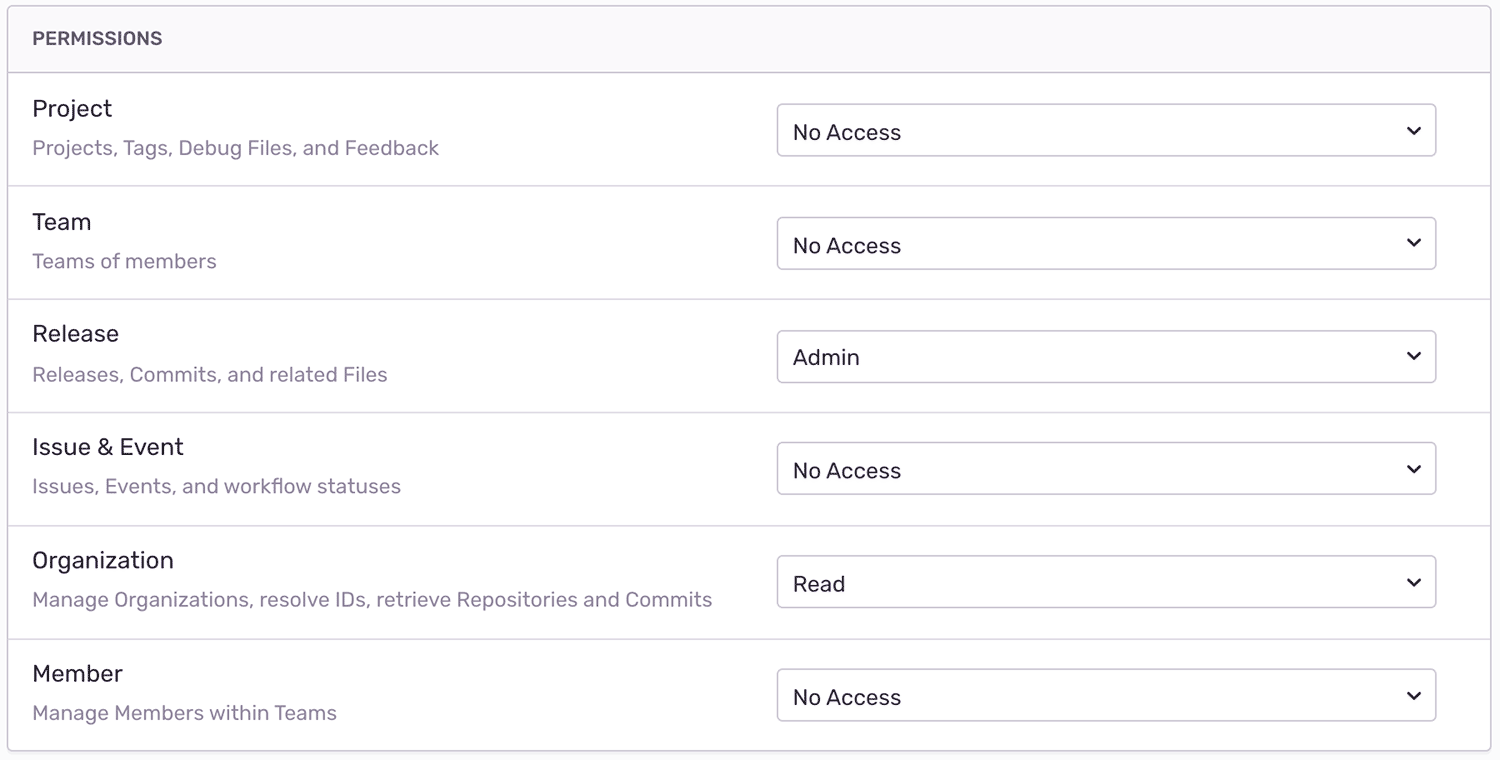 PERMISSIONS
Project
Projects, Tags, Debug Files, and Feedback
No Access
Team
Teams of members
No Access
Release
Releases, Commits, and related Files
Admin
Issue & Event
Issues, Events, and workflow statuses
No Access
Organization
Manage Organizations, resolve IDs, retrieve Repositories and Commits
Read
Member
Manage Members within Teams
No Access